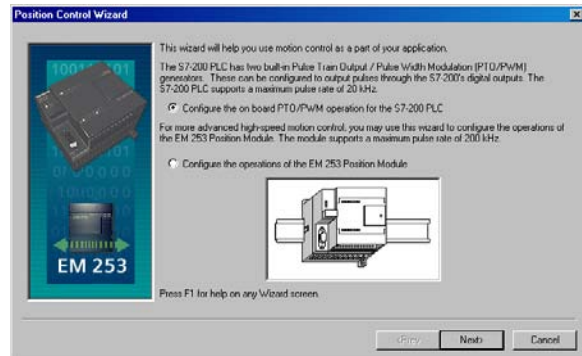 Position Control Wizard
This wizard will help you use motion control as a part of your application.
The S7-200 PLC has two built-in Pulse Train Output / Pulse Width Modulation (PTO/PWM)
generators. These can be configured to output pulses through the S7-200's digital outputs. The
S7-200 PLC supports a maximum pulse rate of 20 kHz.
Configure the on board PTO/PWM operation for the S7-200 PLC
For more advanced high-speed motion control, you may use this wizard to configure the operations of
the EM 253 Position Module. The module supports a maximum pulse rate of 200 kHz.
Configure the operations of the EM 253 Position Module
EM 253
Press F1 for help on any Wizard screen.
<Prev
Next>
Cancel